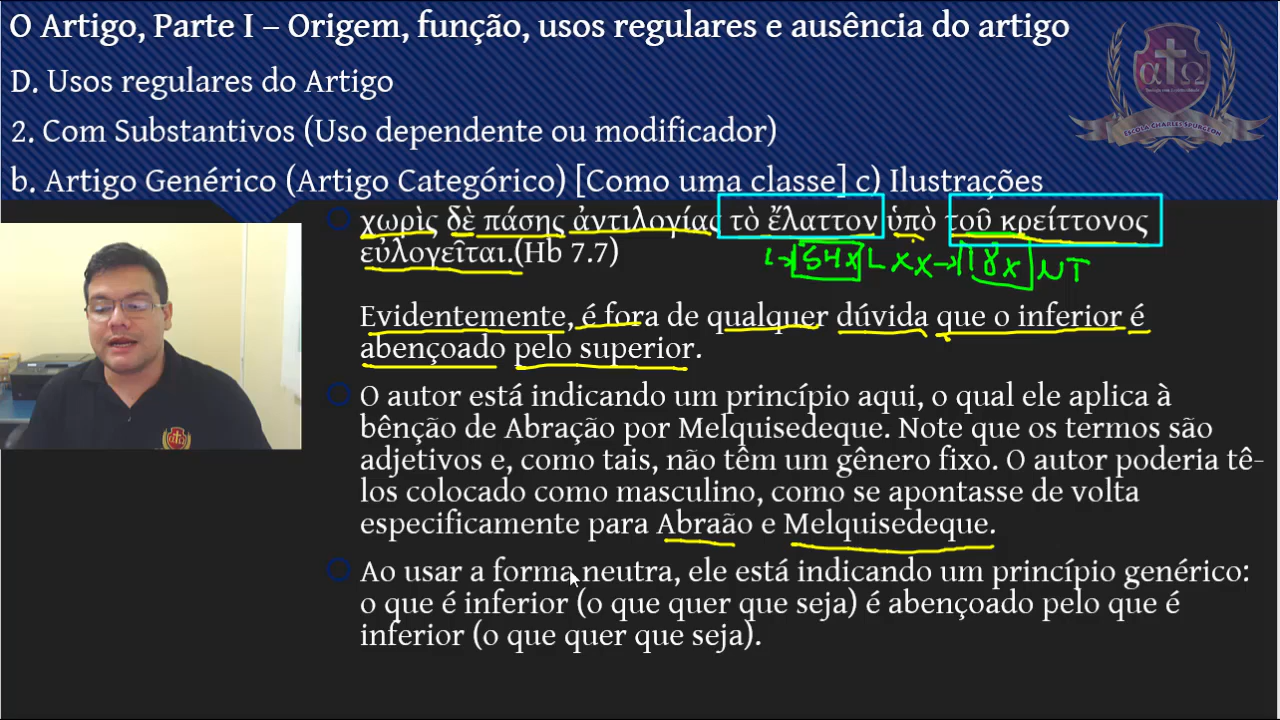 O Artigo, Parte I – Origem, função, usos regulares e ausência do artigo
D. Usos regulares do Artigo
2. Com Substantivos (Uso dependente ou modificador)
b. Artigo Genérico (Artigo Categórico) [Como uma classe] c) Ilustrações
α Ω
ESCOLA CHARLES SPURGEON
χωρὶς δὲ πάσης ἀντιλογίας τὸ ἔλαττον ὑπὸ τοῦ κρείττονος
εὐλογεῖται.(Hb 7.7)
54x LXX → 18x NT
Evidentemente, é fora de qualquer dúvida que o inferior é
abençoado pelo superior.
O autor está indicando um princípio aqui, o qual ele aplica à
bênção de Abração por Melquisedeque. Note que os termos são
adjetivos e, como tais, não têm um gênero fixo. O autor poderia tê-
los colocado como masculino, como se apontasse de volta
especificamente para Abraão e Melquisedeque.
Ao usar a forma neutra, ele está indicando um princípio genérico:
o que é inferior (o que quer que seja) é abençoado pelo que é
inferior (o que quer que seja).